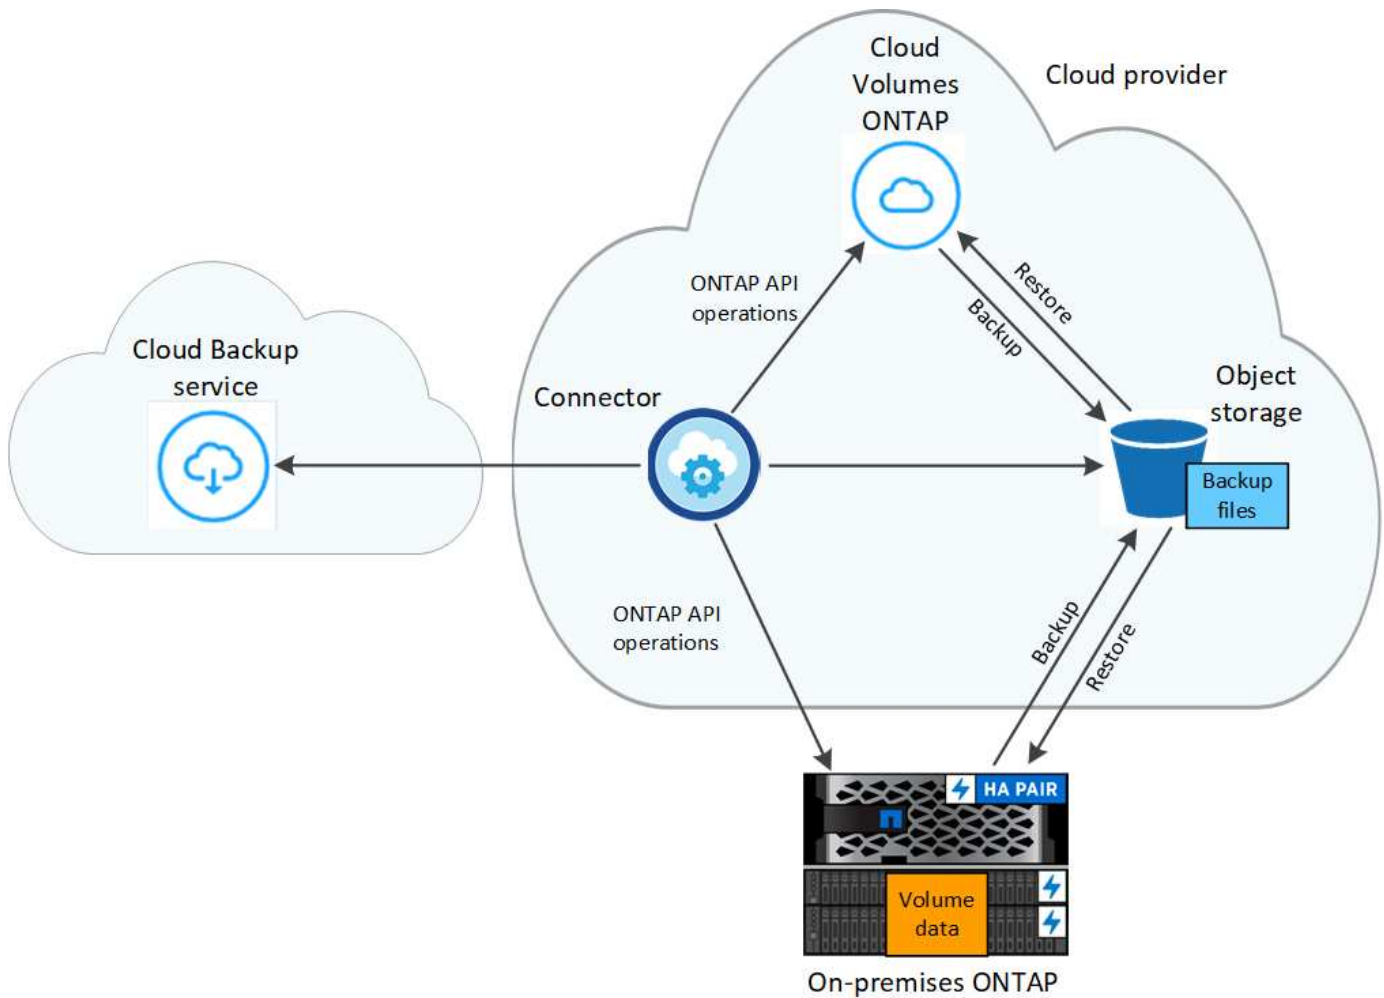 Cloud
Volumes
ONTAP
Cloud provider
ONTAP API
operations
Restore
Backup
Cloud Backup
service
Connector
Object
storage
Backup
files
ONTAP API
operations
Backup
Restore
HA PAIR
Volume
data
On-premises ONTAP